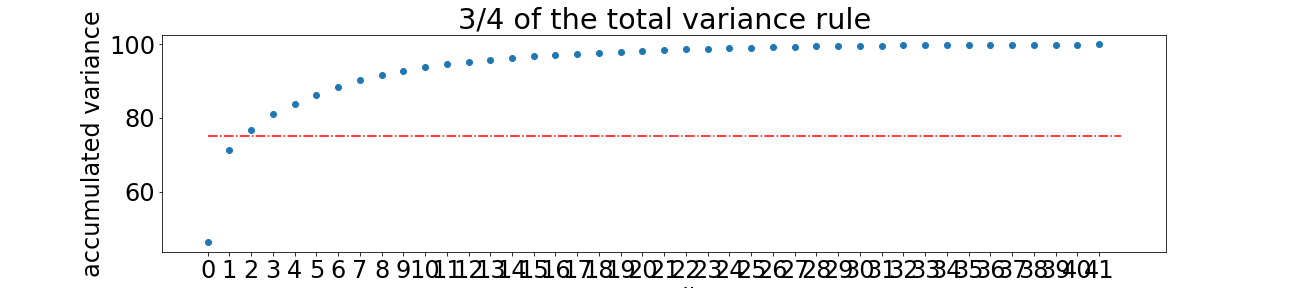 3/4 of the total variance rule
accumulated variance
100
80
60
0 1 2 3 4 5 6 7 8 9 10 11 12 13 14 15 16 17 18 19 20 21 22 23 24 25 26 27 28 29 30 31 32 33 34 35 36 37 38 39 40 41